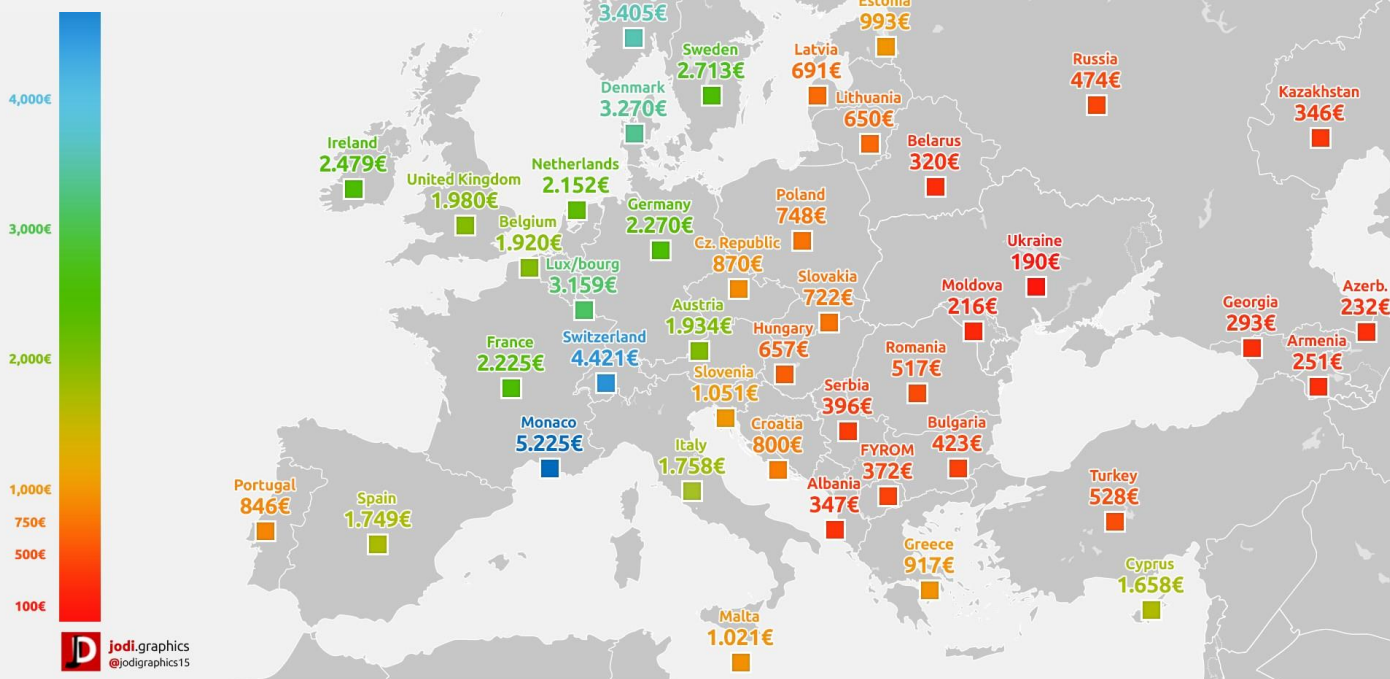 3.405€
Estonia
993€
Sweden
2.713€
Latvia
691€
Russia
474€
Denmark
3.270€
Lithuania
650€
Kazakhstan
346€
4,000€
Ireland
2.479€
Belarus
320€
Netherlands
2.152€
United Kingdom
1.980€
Germany
2.270€
Poland
748€
Belgium
1.920€
3,000€
Cz. Republic
870€
Ukraine
190€
Lux/bourg
3.159€
Slovakia
722€
Moldova
216€
Azerb.
232€
Austria
1.934€
Georgia
293€
Hungary
657€
Switzerland
4.421€
France
2.225€
Romania
517€
Armenia
251€
2,000€
Slovenia
1.051€
Serbia
396€
Monaco
5.225€
Croatia
800€
Bulgaria
423€
Italy
1.758€
FYROM
372€
Turkey
528€
Albania
347€
Portugal
846€
1,000€
Spain
1.749€
750€
500€
Greece
917€
Cyprus
1.658€
100€
Malta
1.021€
jodi.graphics
@jodigraphics15